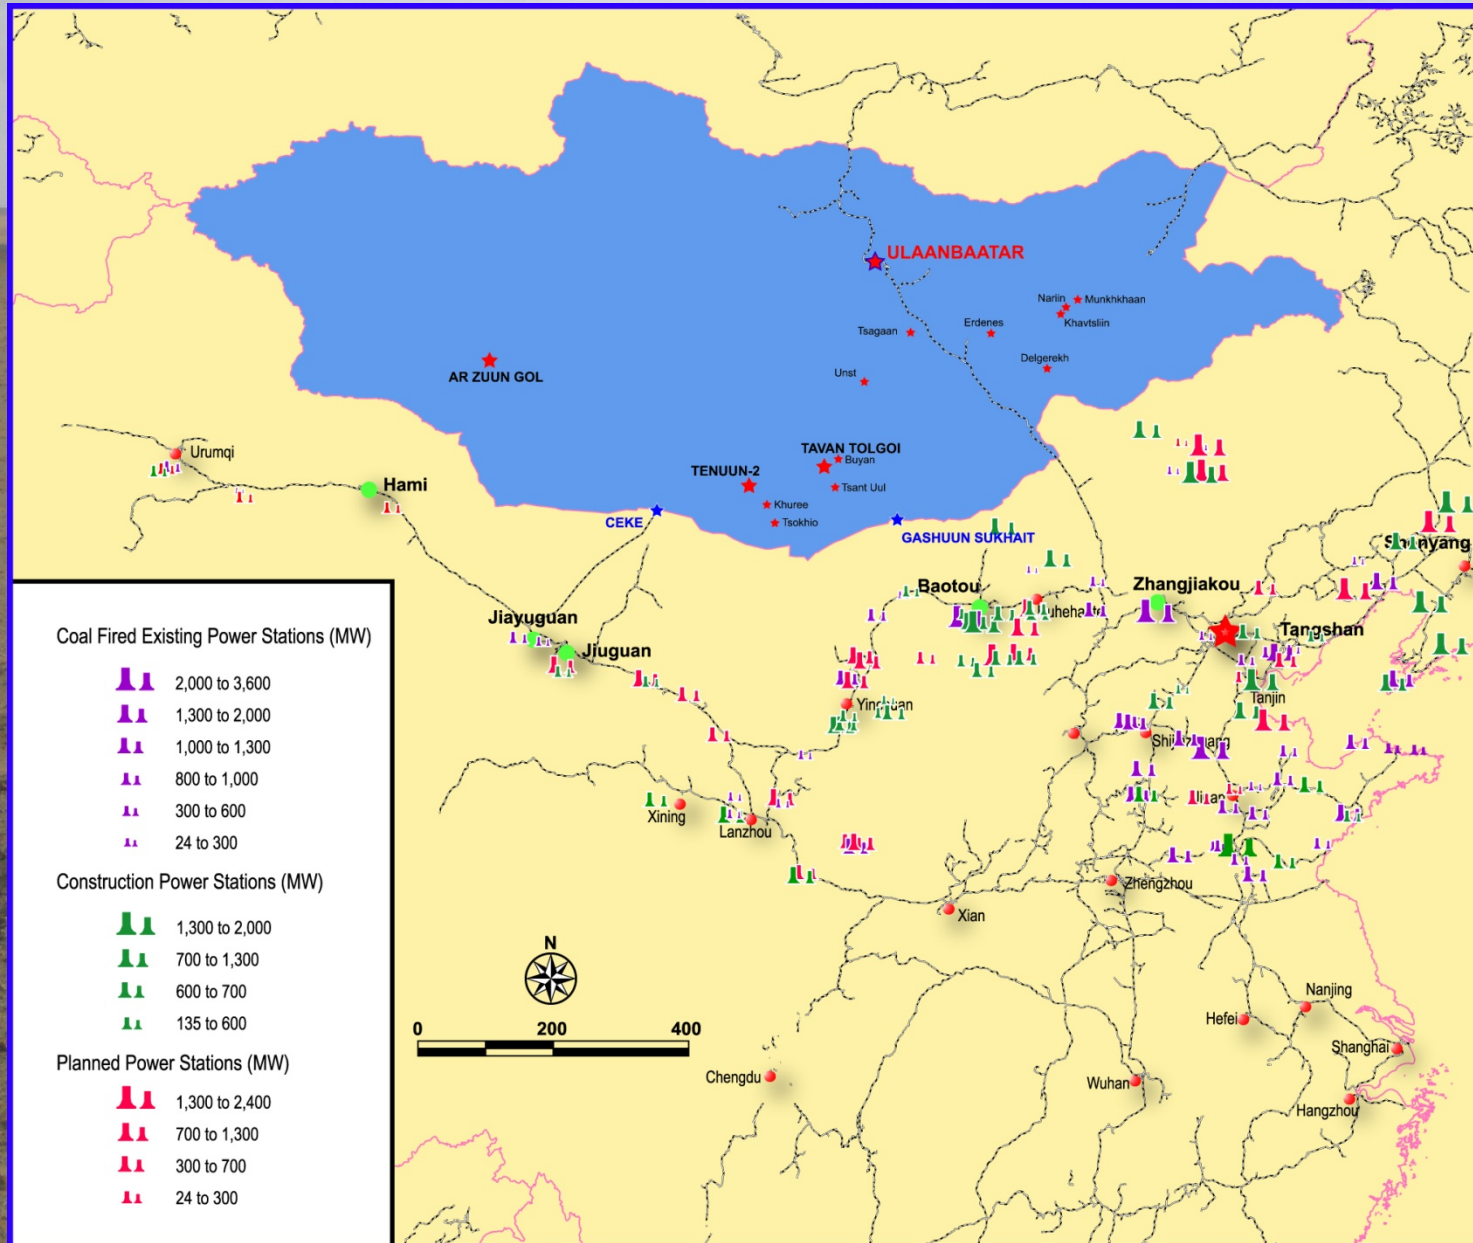 ULAANBAATAR
Nariin
Munkhkhaan
Khavtsliin
Tsagaan
Erdenes
Delgerekh
Unst
AR ZUUN GOL
TAVAN TOLGOI
Buyan
TENUUN-2
Tsant Uul
Khuree
Tsokhio
CEKE
GASHUUN SUKHAIT
Urumqi
Hami
Shenyang
Baotou
Zhangjiakou
Huhehaote
Tangshan
Jiayuguan
Jiuguan
Tanjin
Yinchuan
Shijiazhuang
Jinan
Xining
Lanzhou
Zhengzhou
Xian
Nanjing
Hefei
Shanghai
Chengdu
Wuhan
Hangzhou
N
0 200 400
Coal Fired Existing Power Stations (MW)
2,000 to 3,600
1,300 to 2,000
1,000 to 1,300
800 to 1,000
300 to 600
24 to 300
Construction Power Stations (MW)
1,300 to 2,000
700 to 1,300
600 to 700
135 to 600
Planned Power Stations (MW)
1,300 to 2,400
700 to 1,300
300 to 700
24 to 300